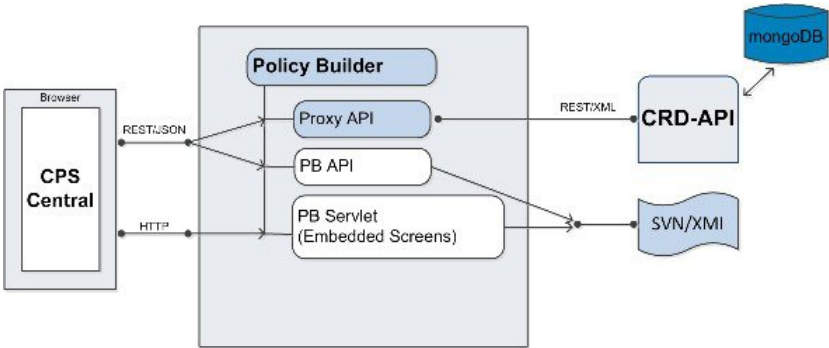 mongoDB
Policy Builder
Browser
REST/JSON
Proxy API
REST/XML
CRD-API
CPS
Central
PB API
HTTP
PB Servlet
(Embedded Screens)
SVN/XMI